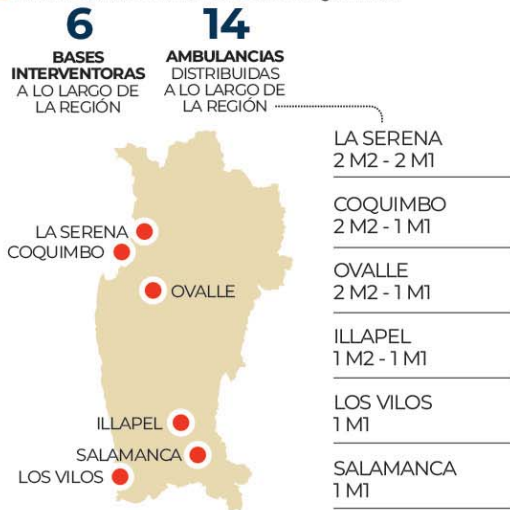 6
BASES
INTERVENTORAS
A LO LARGO DE
LA REGIÓN
14
AMBULANCIAS
DISTRIBUIDAS
A LO LARGO DE
LA REGIÓN
LA SERENA
COQUIMBO
OVALLE
ILLAPEL
SALAMANCA
LOS VILOS
LA SERENA
2 M2 - 2 M1
COQUIMBO
2 M2 - 1 M1
OVALLE
2 M2 - 1 M1
ILLAPEL
1 M2 - 1 M1
LOS VILOS
1 M1
SALAMANCA
1 M1